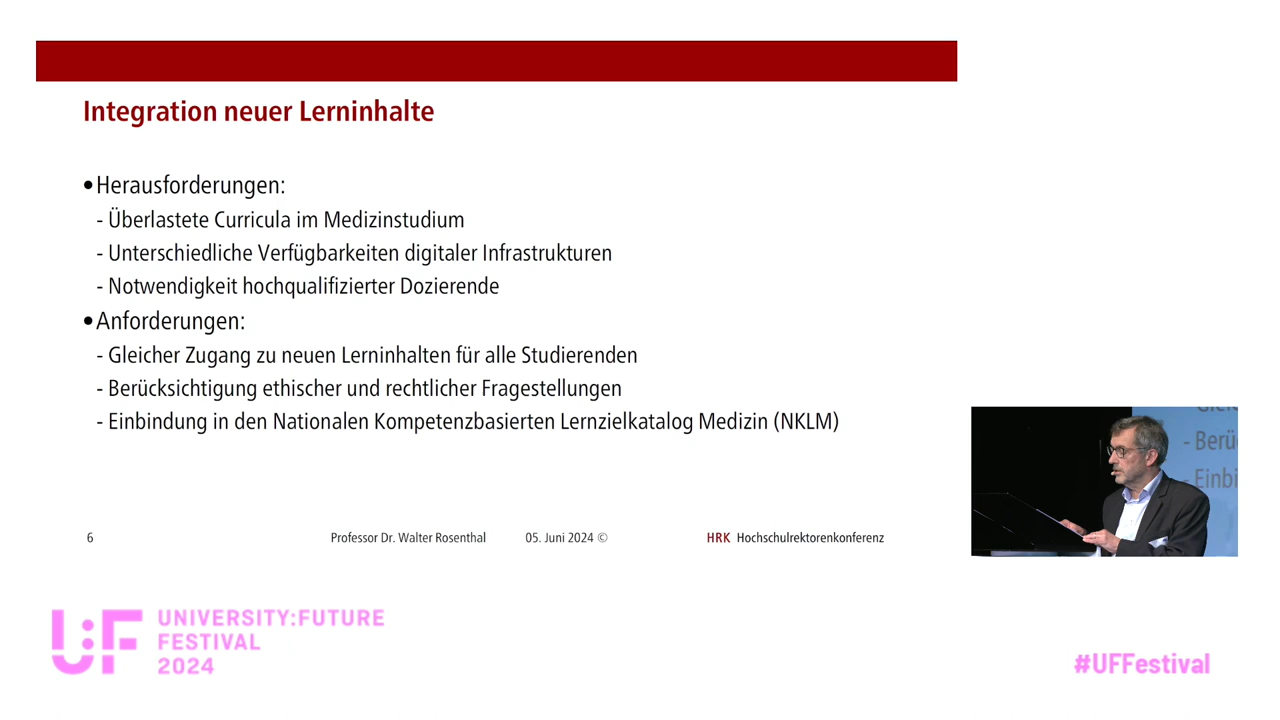 Integration neuer Lerninhalte
•Herausforderungen:
- Überlastete Curricula im Medizinstudium
- Unterschiedliche Verfügbarkeiten digitaler Infrastrukturen
- Notwendigkeit hochqualifizierter Dozierende
•Anforderungen:
- Gleicher Zugang zu neuen Lerninhalten für alle Studierenden
- Berücksichtigung ethischer und rechtlicher Fragestellungen
- Einbindung in den Nationalen Kompetenzbasierten Lernzielkatalog Medizin (NKLM)
- Berü
- Einbi
6 Professor Dr. Walter Rosenthal 05. Juni 2024 © HRK Hochschulrektorenkonferenz
U:F
UNIVERSITY:FUTURE
FESTIVAL
2024
#UFFestival